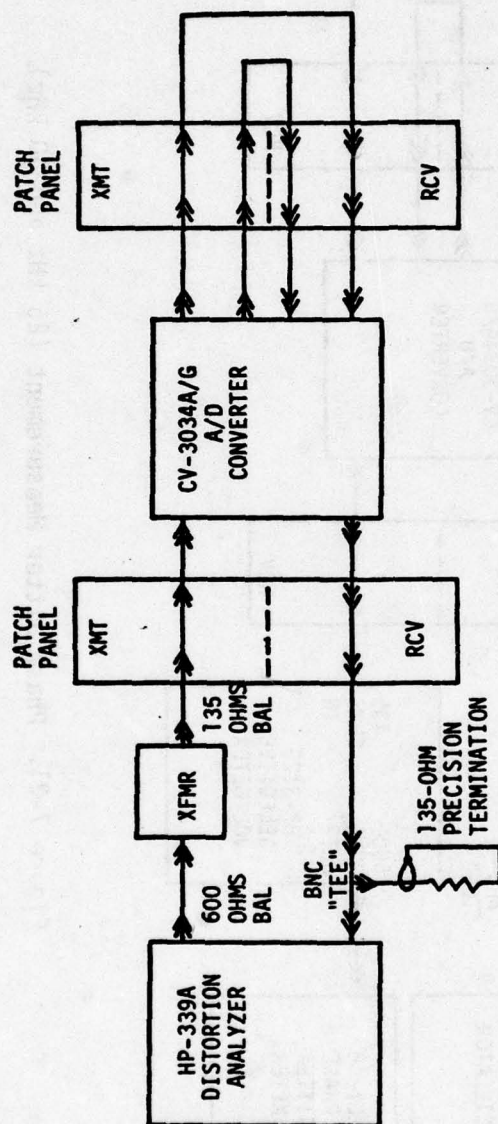 PATCH
PANEL
PATCH
PANEL
XMT
XMT
600
OHMS
BAL
XFMR
135
OHMS
BAL
CV-3034A/G
A/D
CONVERTER
HP-339A
DISTORTION
ANALYZER
BNC
"TEE"
RCV
RCV
135-OHM
PRECISION
TERMINATION